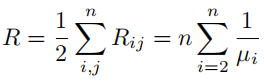 R = \frac{1}{2} \sum_{i,j}^{n} R_{ij} = n \sum_{i=2}^{n} \frac{1}{\mu_i}